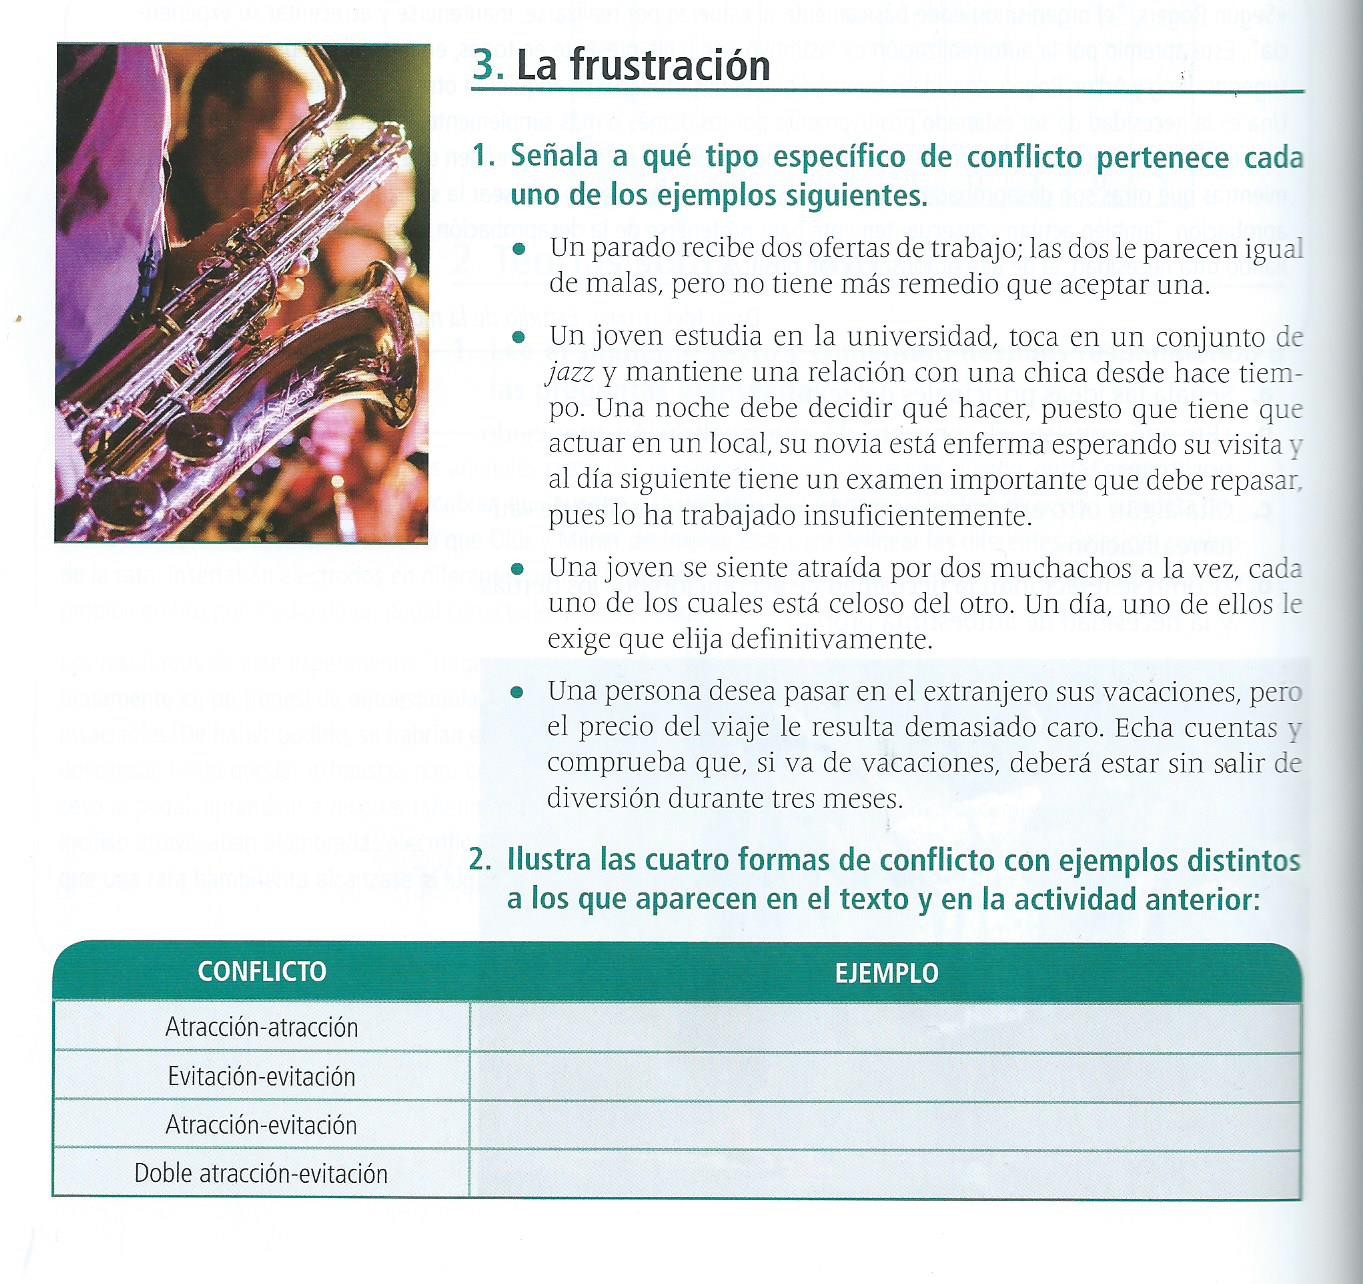 3. La frustración
1. Señala a qué tipo específico de conflicto pertenece cada
uno de los ejemplos siguientes.
• Un parado recibe dos ofertas de trabajo; las dos le parecen igual
de malas, pero no tiene más remedio que aceptar una.
• Un joven estudia en la universidad, toca en un conjunto de
jazz y mantiene una relación con una chica desde hace tiem-
po. Una noche debe decidir qué hacer, puesto que tiene que
actuar en un local, su novia está enferma esperando su visita y
al día siguiente tiene un examen importante que debe repasar,
pues lo ha trabajado insuficientemente.
• Una joven se siente atraída por dos muchachos a la vez, cada
uno de los cuales está celoso del otro. Un día, uno de ellos le
exige que elija definitivamente.
• Una persona desea pasar en el extranjero sus vacaciones, pero
el precio del viaje le resulta demasiado caro. Echa cuentas y
comprueba que, si va de vacaciones, deberá estar sin salir de
diversión durante tres meses.
2. Ilustra las cuatro formas de conflicto con ejemplos distintos
a los que aparecen en el texto y en la actividad anterior:
CONFLICTO EJEMPLO
Atracción-atracción
Evitación-evitación
Atracción-evitación
Doble atracción-evitación